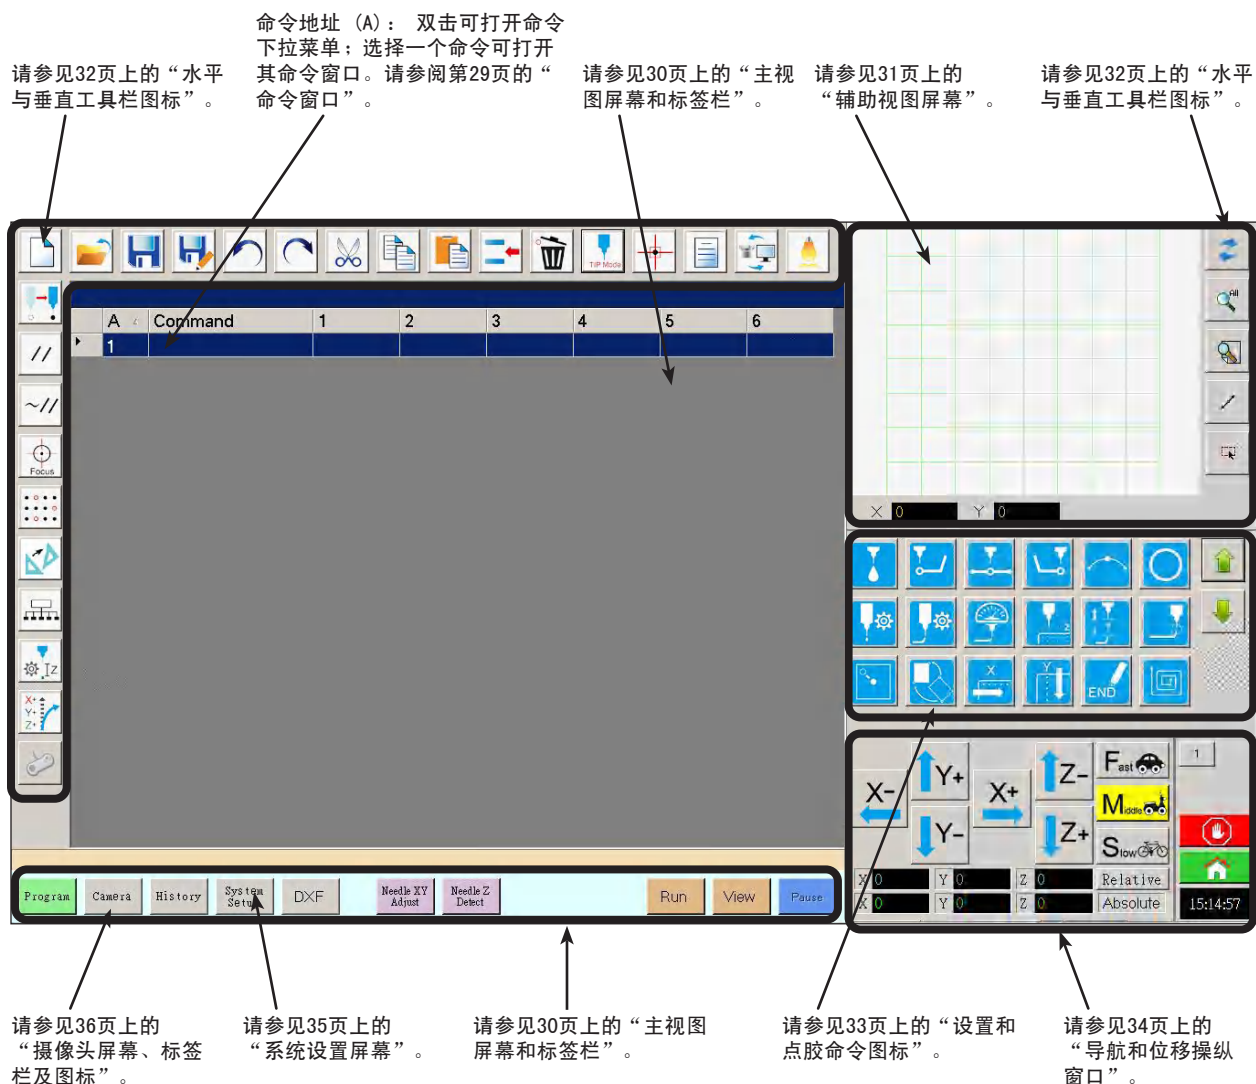 命令地址 (A): 双击可打开命令
下拉菜单；选择一个命令可打开
其命令窗口。请参阅第29页的“
命令窗口”。
请参见32页上的“水平
与垂直工具栏图标”。
请参见30页上的“主视
图屏幕和标签栏”。
请参见31页上的
“辅助视图屏幕”。
请参见32页上的“水平
与垂直工具栏图标”。
TIP Mode
All
A Command 1 2 3 4 5 6
1
// 
~//
Focus
X 0 Y 0
Z
X
Y
END
IZ
X+
Y+
Z+
X-
Y+
Y-
X+
Z-
Z+
Fast
Middle
Slow
1
X 0 Y 0 Z 0 Relative
X 0 Y 0 Z 0 Absolute
15:14:57
Program Camera History System Setup DXF Needle XY Adjust Needle Z Detect Run View Pause
请参见36页上的
“摄像头屏幕、标签
栏及图标”。
请参见35页上的
“系统设置屏幕”。
请参见30页上的“主视图
屏幕和标签栏”。
请参见33页上的“设置和
点胶命令图标”。
请参见34页上的
“导航和位移操纵
窗口”。